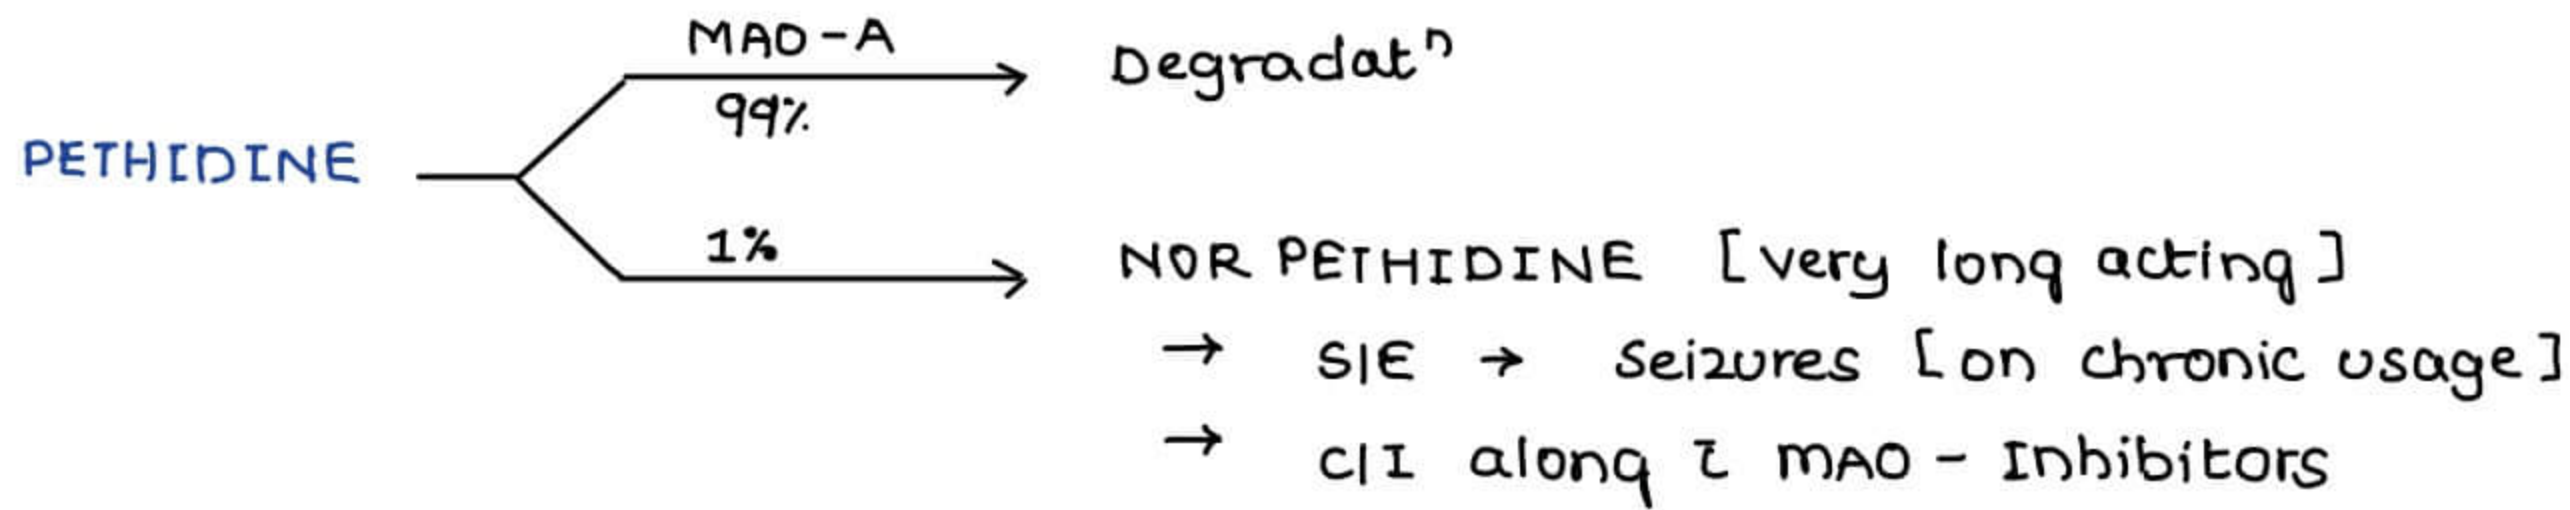 MAO-A
Degradatⁿ
99%
PETHIDINE
1%
NOR PETHIDINE [very long acting]
→ S/E → Seizures [on chronic usage]
→ C/I along c̅ MAO - Inhibitors